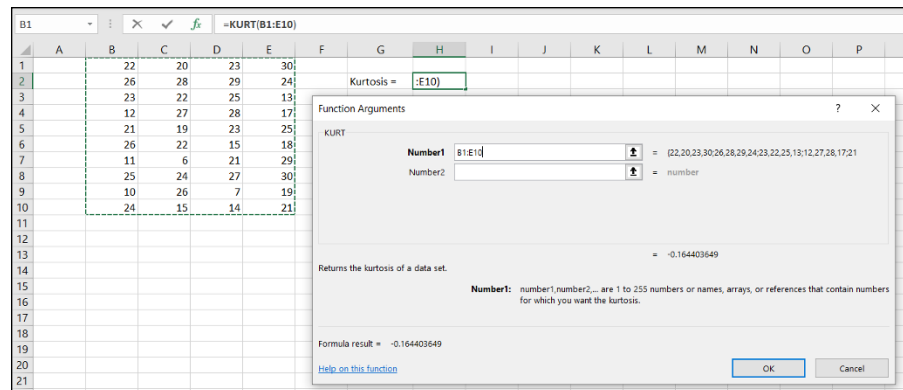 B1 fx =KURT(B1:E10)
A B C D E F G H I J K L M N O P
1 22 20 23 30
2 26 28 29 24 Kurtosis = :E10)
3 23 22 25 13
4 12 27 28 17
5 21 19 23 25
6 26 22 15 18
7 11 6 21 29
8 25 24 27 30
9 10 26 7 19
10 24 15 14 21
11
12
13
14
15
16
17
18
19
20
21
Function Arguments ? ×
KURT
Number1 B1:E10 = {22,20,23,30;26,28,29,24;23,22,25,13;12,27,28,17;21
Number2 = number
= -0.164403649
Returns the kurtosis of a data set.
Number1: number1,number2,... are 1 to 255 numbers or names, arrays, or references that contain numbers
for which you want the kurtosis.
Formula result = -0.164403649
Help on this function OK Cancel